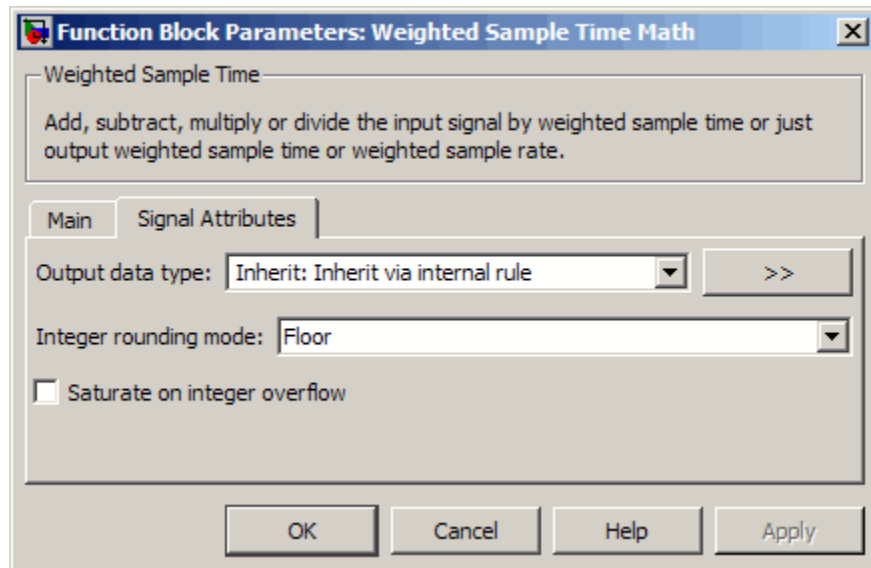 Function Block Parameters: Weighted Sample Time Math
Weighted Sample Time
Add, subtract, multiply or divide the input signal by weighted sample time or just
output weighted sample time or weighted sample rate.
Main Signal Attributes
Output data type: Inherit: Inherit via internal rule >>
Integer rounding mode: Floor
Saturate on integer overflow
OK Cancel Help Apply